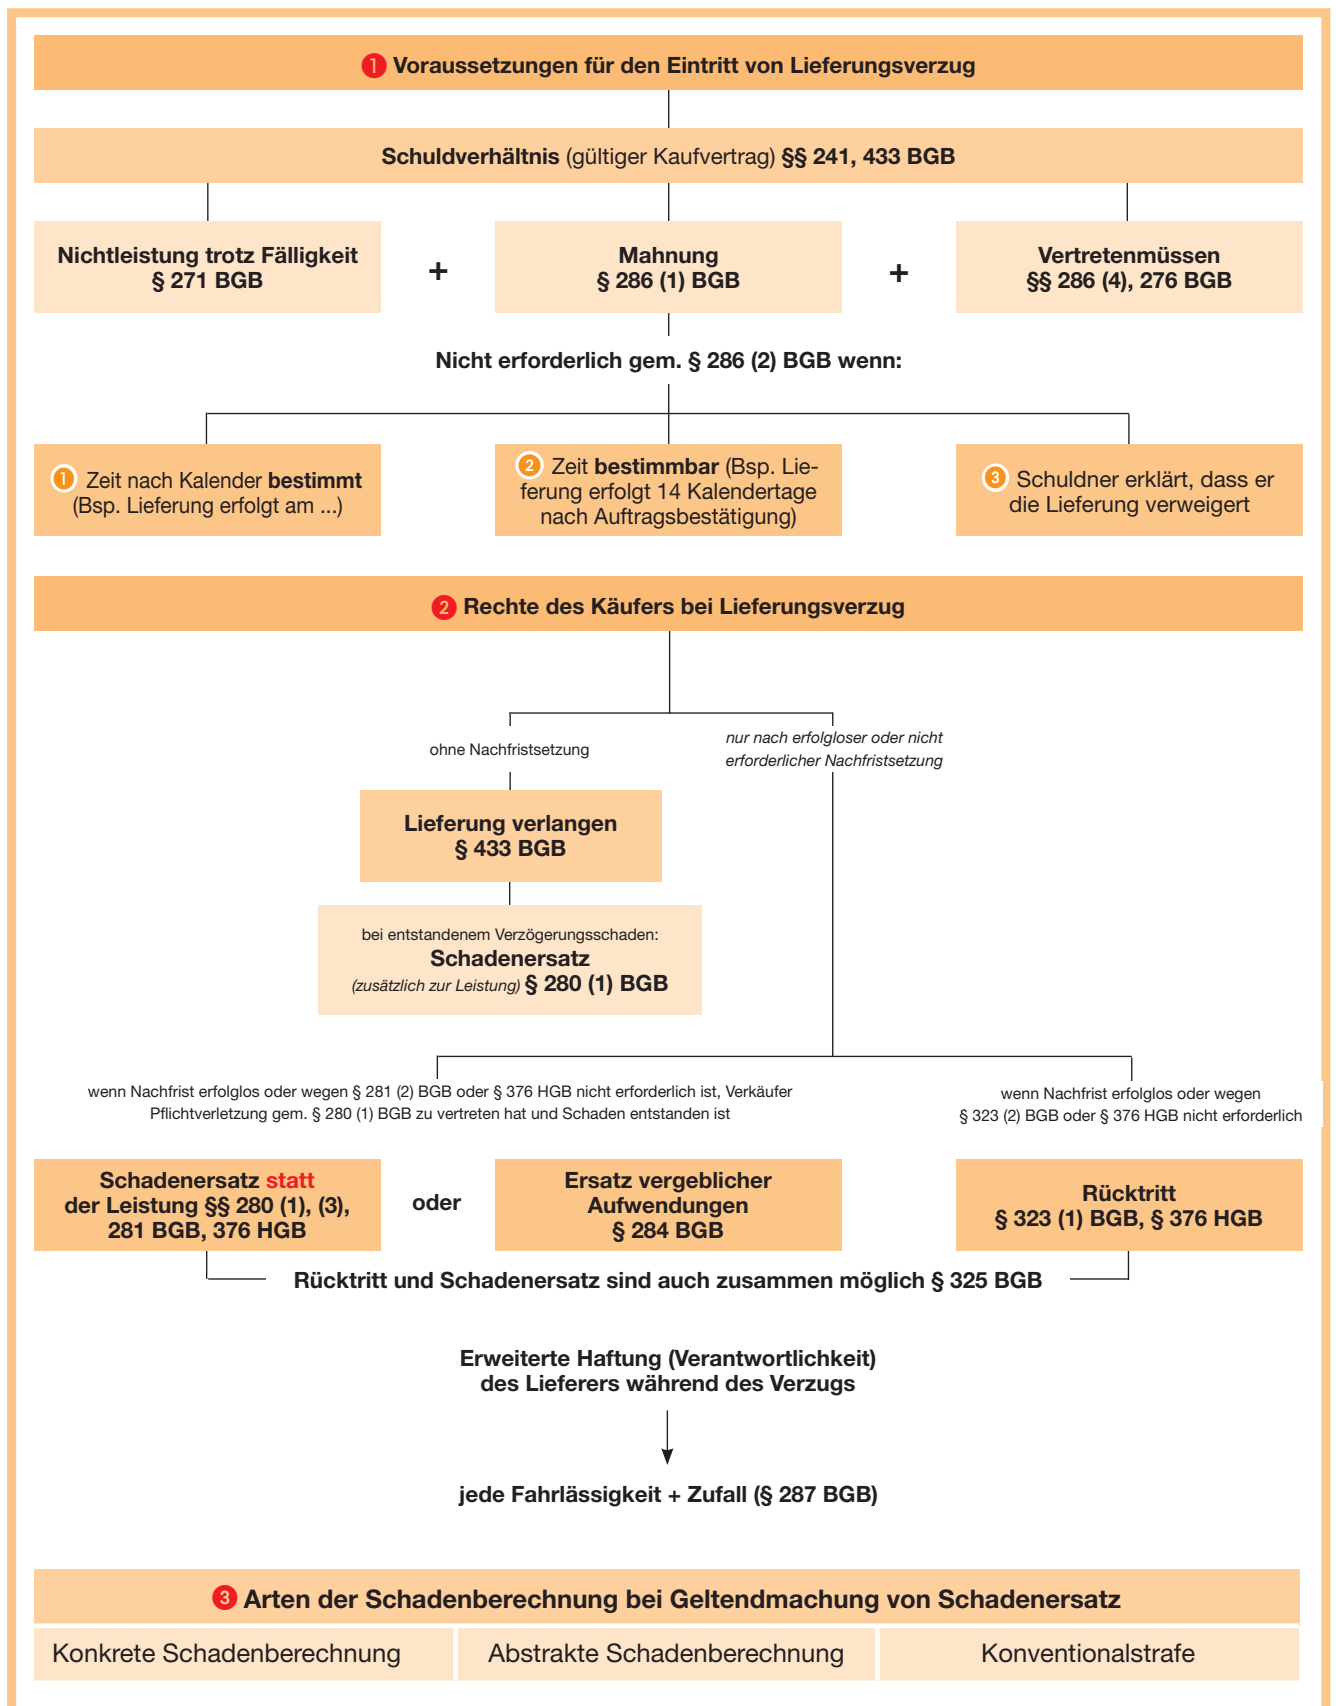 1 Voraussetzungen für den Eintritt von Lieferungsverzug
Schuldverhältnis (gültiger Kaufvertrag) §§ 241, 433 BGB
Nichtleistung trotz Fälligkeit
§ 271 BGB
+
Mahnung
§ 286 (1) BGB
+
Vertretenmüssen
§§ 286 (4), 276 BGB
Nicht erforderlich gem. § 286 (2) BGB wenn:
1 Zeit nach Kalender bestimmt
(Bsp. Lieferung erfolgt am ...)
2 Zeit bestimmbar (Bsp. Lie-
ferung erfolgt 14 Kalendertage
nach Auftragsbestätigung)
3 Schuldner erklärt, dass er
die Lieferung verweigert
2 Rechte des Käufers bei Lieferungsverzug
ohne Nachfristsetzung
nur nach erfolgloser oder nicht
erforderlicher Nachfristsetzung
Lieferung verlangen
§ 433 BGB
bei entstandenem Verzögerungsschaden:
Schadenersatz
(zusätzlich zur Leistung) § 280 (1) BGB
wenn Nachfrist erfolglos oder wegen § 281 (2) BGB oder § 376 HGB nicht erforderlich ist, Verkäufer
Pflichtverletzung gem. § 280 (1) BGB zu vertreten hat und Schaden entstanden ist
wenn Nachfrist erfolglos oder wegen
§ 323 (2) BGB oder § 376 HGB nicht erforderlich
Schadenersatz statt
der Leistung §§ 280 (1), (3),
281 BGB, 376 HGB
oder
Ersatz vergeblicher
Aufwendungen
§ 284 BGB
Rücktritt
§ 323 (1) BGB, § 376 HGB
Rücktritt und Schadenersatz sind auch zusammen möglich § 325 BGB
Erweiterte Haftung (Verantwortlichkeit)
des Lieferers während des Verzugs
jede Fahrlässigkeit + Zufall (§ 287 BGB)
3 Arten der Schadenberechnung bei Geltendmachung von Schadenersatz
Konkrete Schadenberechnung
Abstrakte Schadenberechnung
Konventionalstrafe